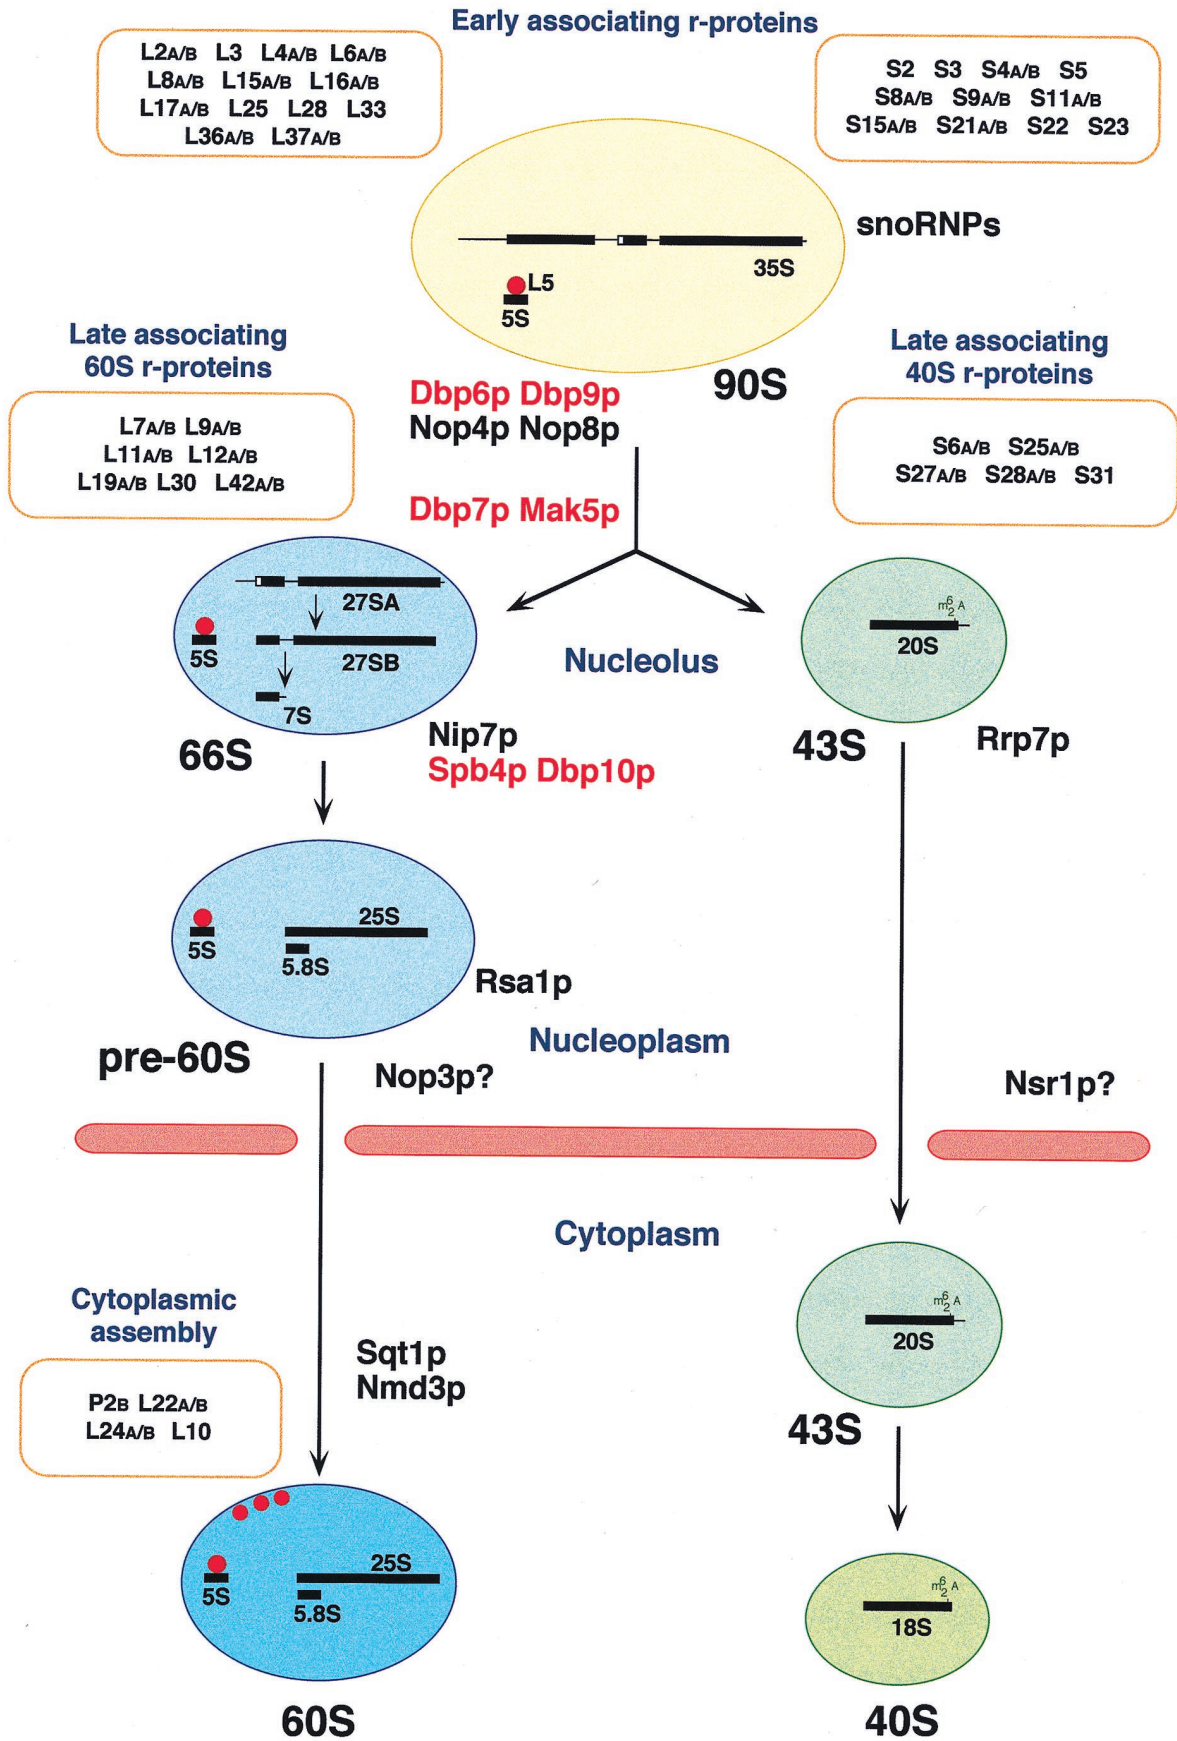 Early associating r-proteins
L2A/B L3 L4A/B L6A/B
L8A/B L15A/B L16A/B
L17A/B L25 L28 L33
L36A/B L37A/B
S2 S3 S4A/B S5
S8A/B S9A/B S11A/B
S15A/B S21A/B S22 S23
snoRNPs
35S
L5
5S
90S
Late associating
60S r-proteins
L7A/B L9A/B
L11A/B L12A/B
L19A/B L30 L42A/B
Late associating
40S r-proteins
S6A/B S25A/B
S27A/B S28A/B S31
Dbp6p Dbp9p
Nop4p Nop8p
Dbp7p Mak5p
27SA
5S
27SB
7S
66S
Nucleolus
m⁶₂A
20S
43S
Rrp7p
Nip7p
Spb4p Dbp10p
25S
5S
5.8S
Rsa1p
pre-60S
Nucleoplasm
Nop3p?
Nsr1p?
Cytoplasm
Cytoplasmic
assembly
P2B L22A/B
L24A/B L10
Sqt1p
Nmd3p
m⁶₂A
20S
43S
25S
5S
5.8S
60S
m⁶₂A
18S
40S